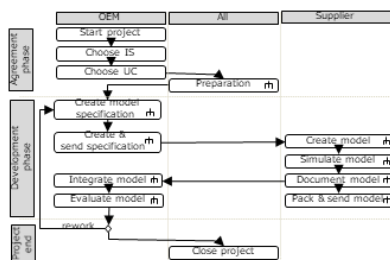 OEM
All
Supplier
Agreement
phase
Start project
Choose IS
Choose UC
Preparation
Development
phase
Create model
specification
Create &
send specification
Create model
Simulate model
Integrate model
Document model
Evaluate model
Pack & send model
Project
end
rework
Close project